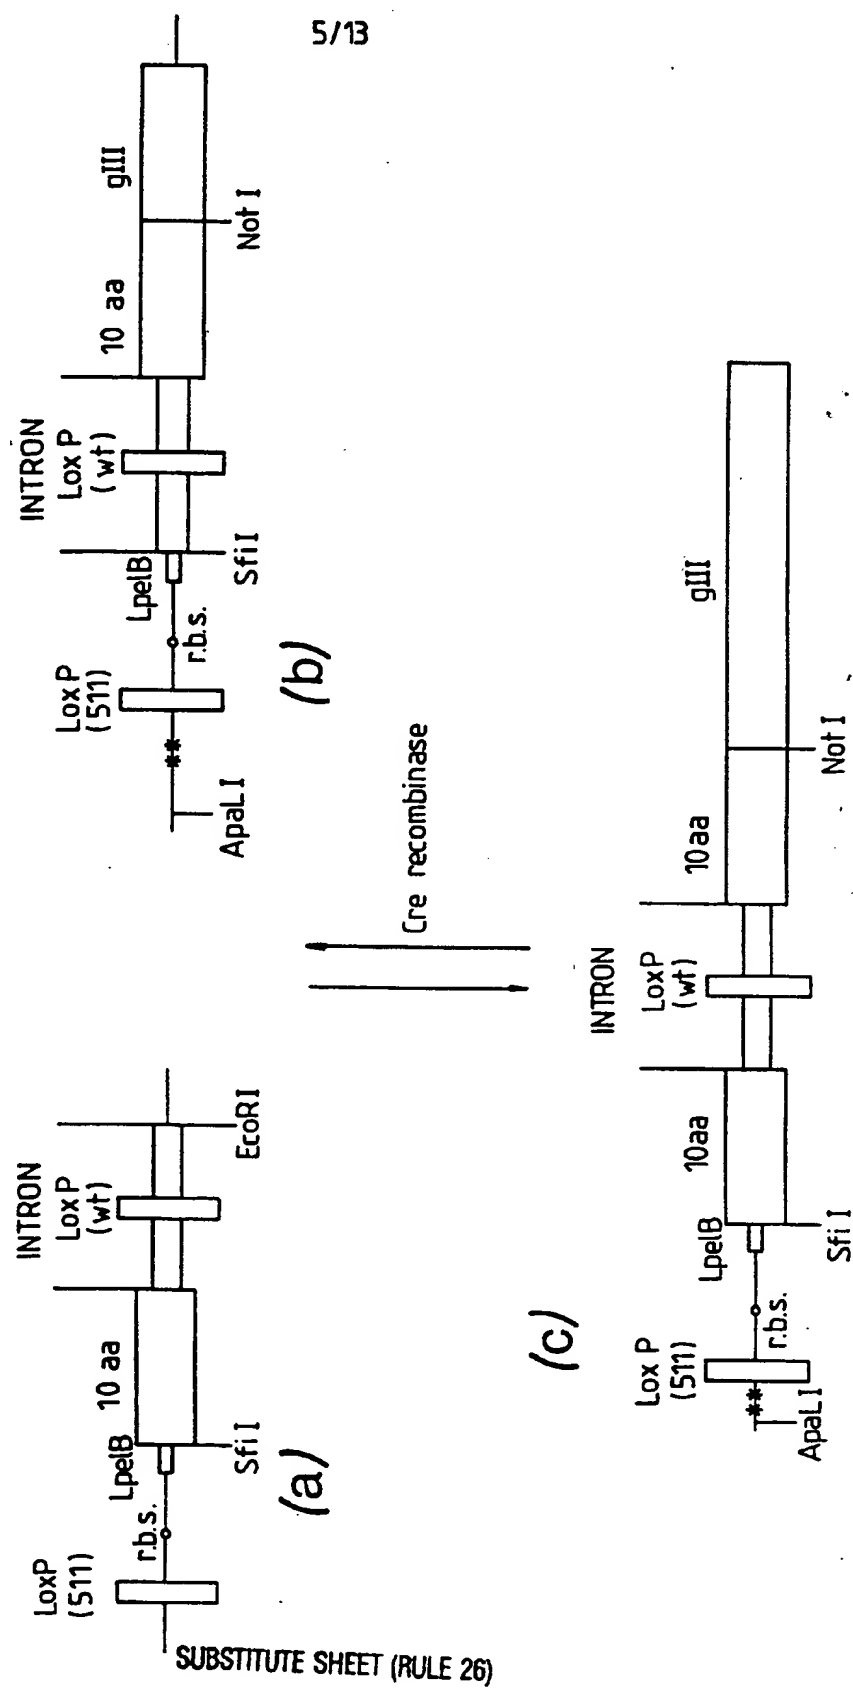 5/13
INTRON
LoxP
(511)
r.b.s.
LpelB
10 aa
LoxP
(wt)
SfiI
EcoRI
(a)
INTRON
LoxP
(511)
LpelB
LoxP
(wt)
10 aa
gIII
**
r.b.s.
ApaLI
SfiI
NotI
(b)
Cre recombinase
INTRON
Lox P
(511)
LpelB
10aa
LoxP
(wt)
10aa
gIII
**
r.b.s.
ApaLI
SfiI
NotI
(c)
SUBSTITUTE SHEET (RULE 26)